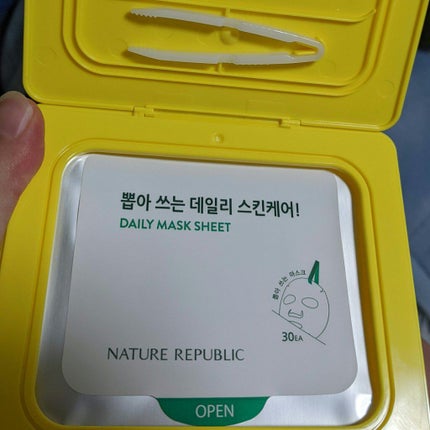 뽑아 쓰는 데일리 스킨케어!
DAILY MASK SHEET
뽑아 쓰는 마스크
30EA
NATURE REPUBLIC
OPEN